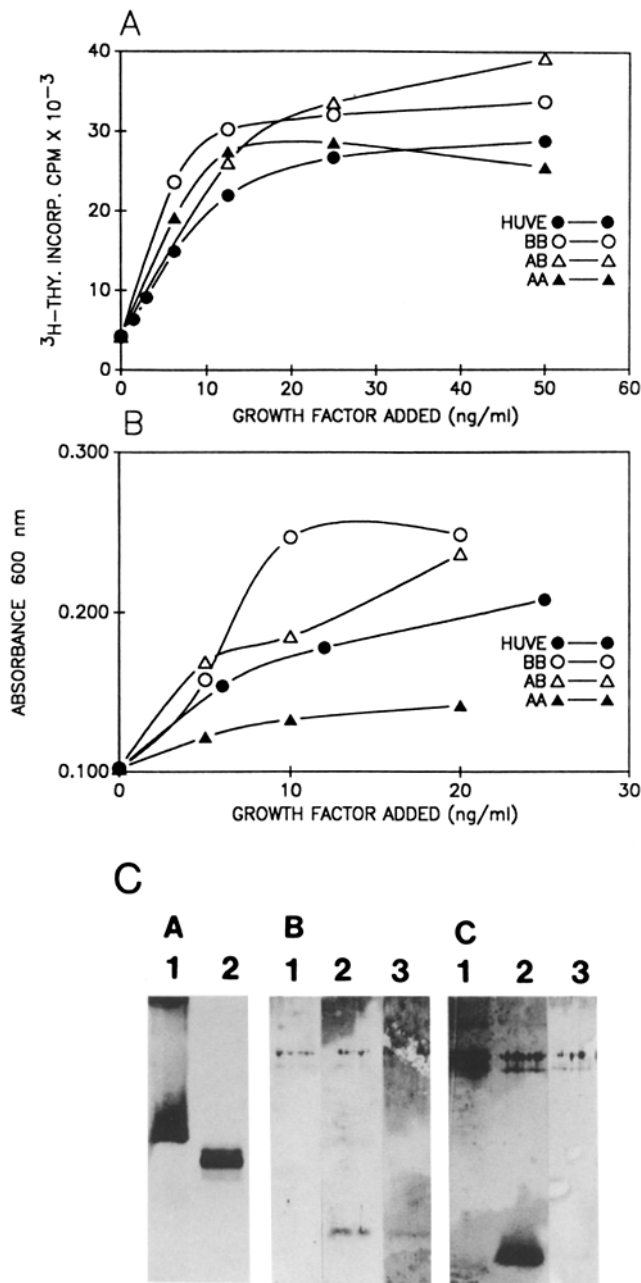 A
40
30
20
10
0
³H-THY. INCORP. CPM X 10⁻³
HUVE
BB
AB
AA
0 10 20 30 40 50 60
GROWTH FACTOR ADDED (ng/ml)
B
0.300
0.200
0.100
ABSORBANCE 600 nm
HUVE
BB
AB
AA
0 10 20 30
GROWTH FACTOR ADDED (ng/ml)
C
A B C
1 2 1 2 3 1 2 3